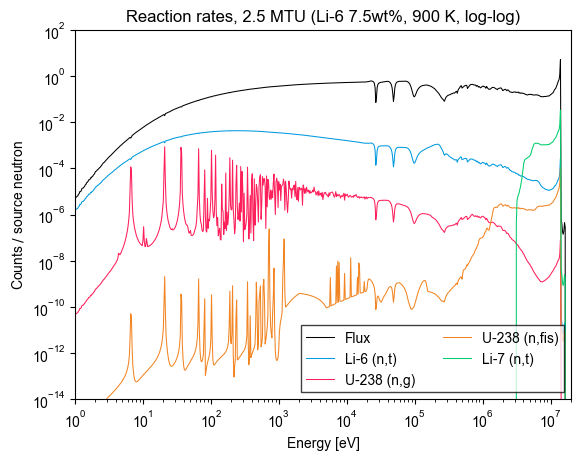 Reaction rates, 2.5 MTU (Li-6 7.5wt%, 900 K, log-log)
Counts / source neutron
10^2
10^0
10^−2
10^−4
10^−6
10^−8
10^−10
10^−12
10^−14
Flux
Li-6 (n,t)
U-238 (n,g)
U-238 (n,fis)
Li-7 (n,t)
10^0 10^1 10^2 10^3 10^4 10^5 10^6 10^7
Energy [eV]